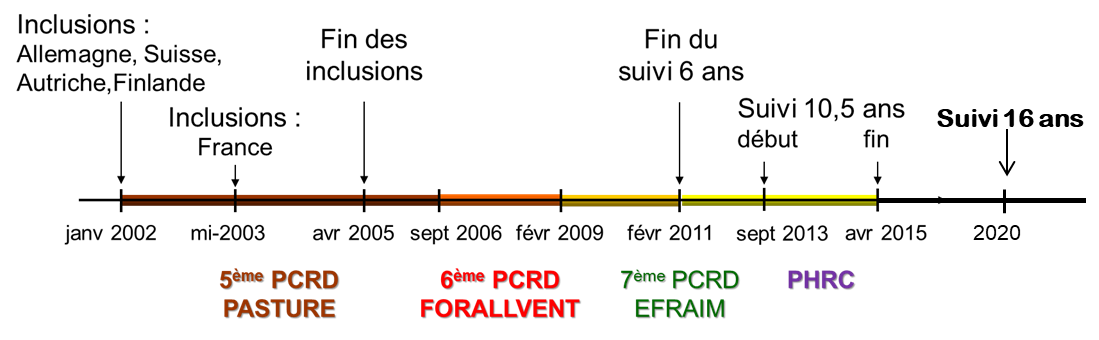 Inclusions :
Allemagne, Suisse,
Autriche,Finlande
Inclusions :
France
Fin des
inclusions
Fin du
suivi 6 ans
Suivi 10,5 ans
début fin
Suivi 16 ans
janv 2002 mi-2003 avr 2005 sept 2006 févr 2009 févr 2011 sept 2013 avr 2015 2020
5ème PCRD
PASTURE
6ème PCRD
FORALLVENT
7ème PCRD
EFRAIM
PHRC